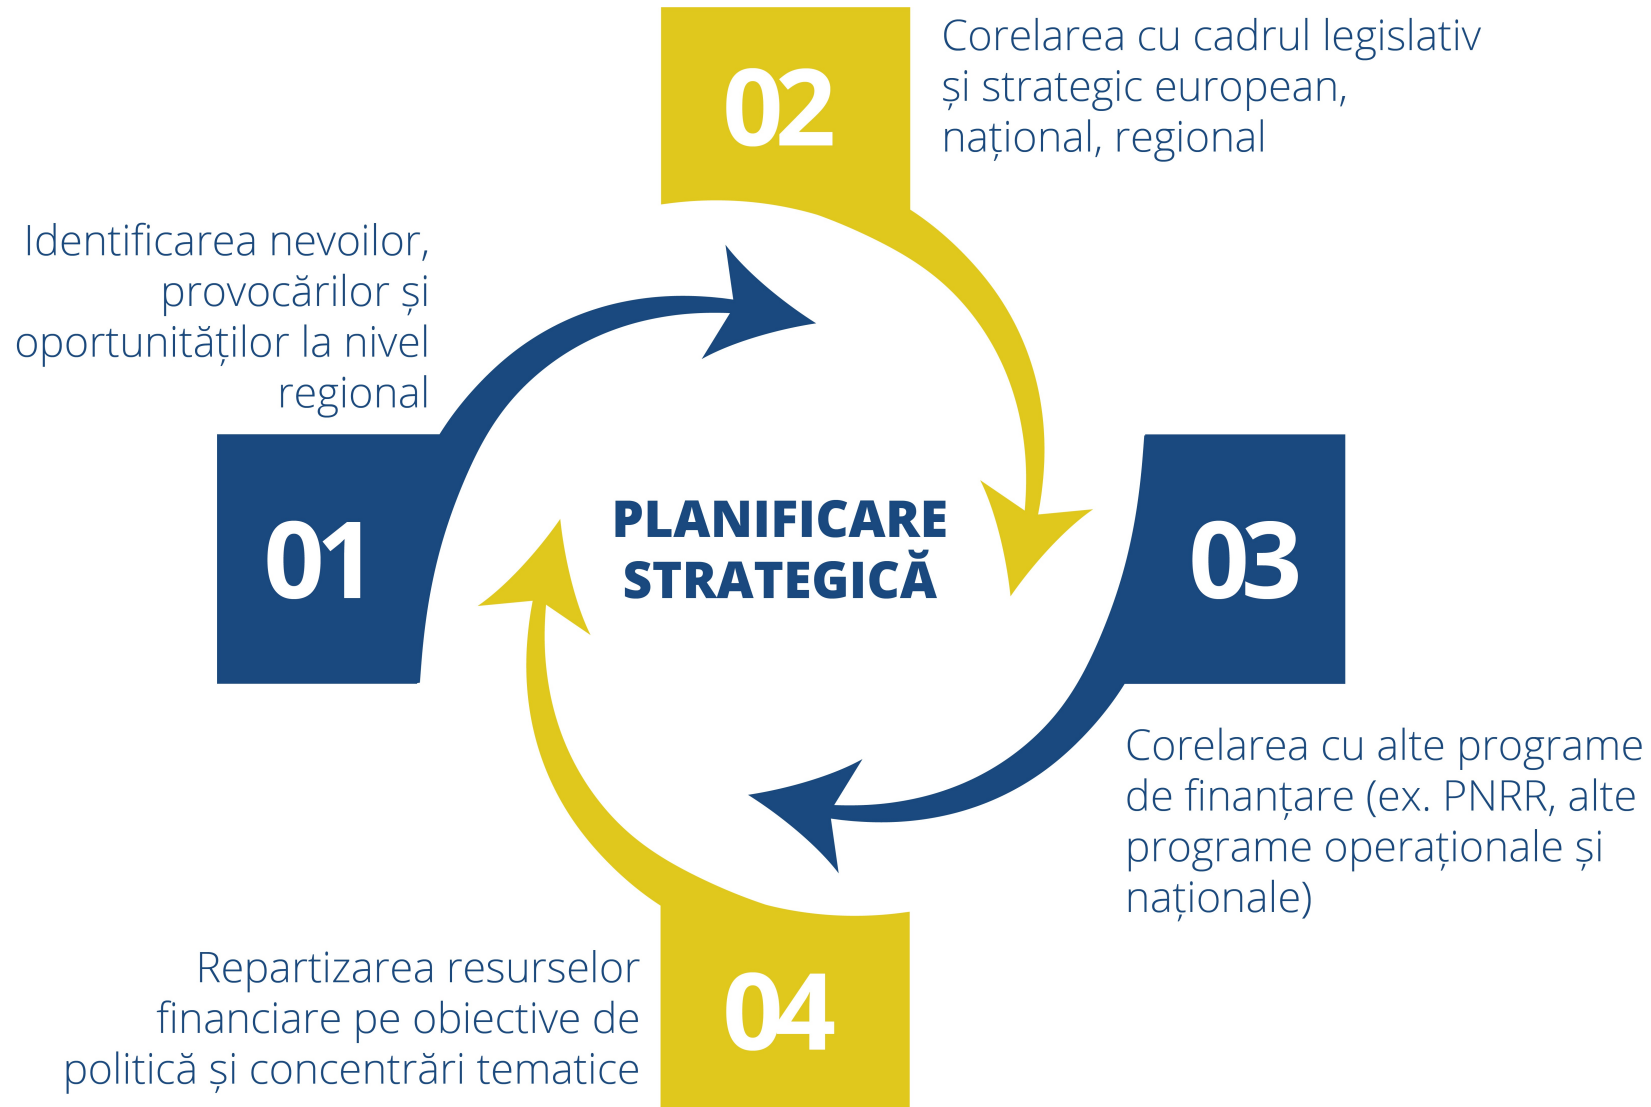 PLANIFICARE
STRATEGICĂ
01
Identificarea nevoilor,
provocărilor și
oportunităților la nivel
regional
02
Corelarea cu cadrul legislativ
și strategic european,
național, regional
03
Corelarea cu alte programe
de finanțare (ex. PNRR, alte
programe operaționale și
naționale)
04
Repartizarea resurselor
financiare pe obiective de
politică și concentrări tematice